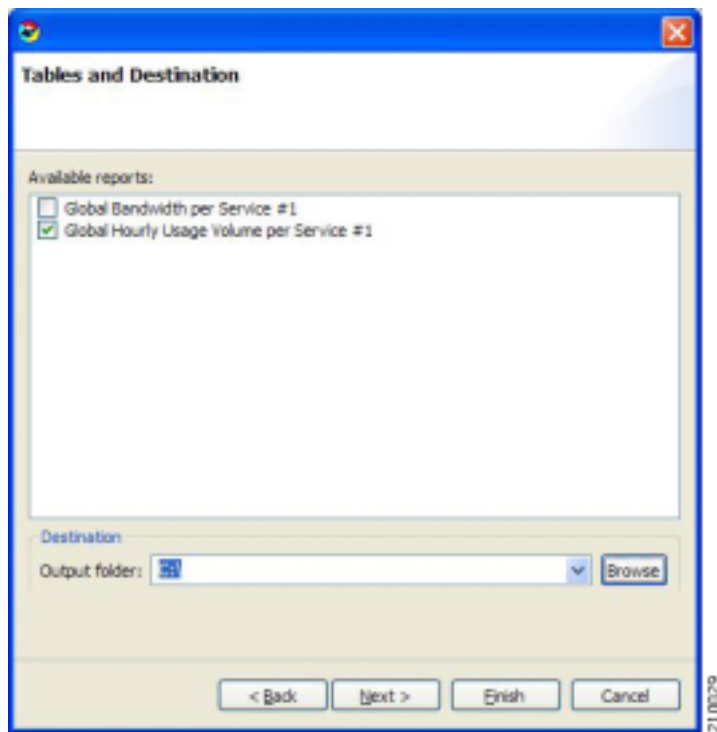 Tables and Destination
Available reports:
Global Bandwidth per Service #1
Global Hourly Usage Volume per Service #1
Destination
Output folder: C:\ Browse
< Back Next > Finish Cancel
210029